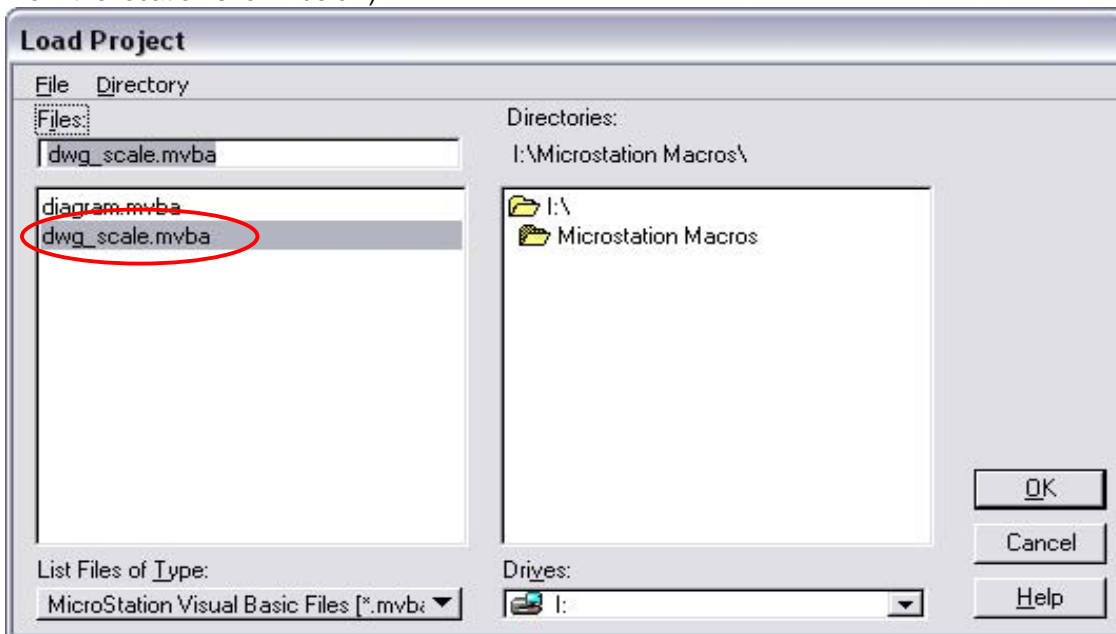 Load Project
File Directory
Files:
dwg_scale.mvba
diagram.mvba
dwg_scale.mvba
List Files of Type:
MicroStation Visual Basic Files [*.mvba
Directories:
I:\Microstation Macros\
I:\
Microstation Macros
Drives:
I:
OK
Cancel
Help